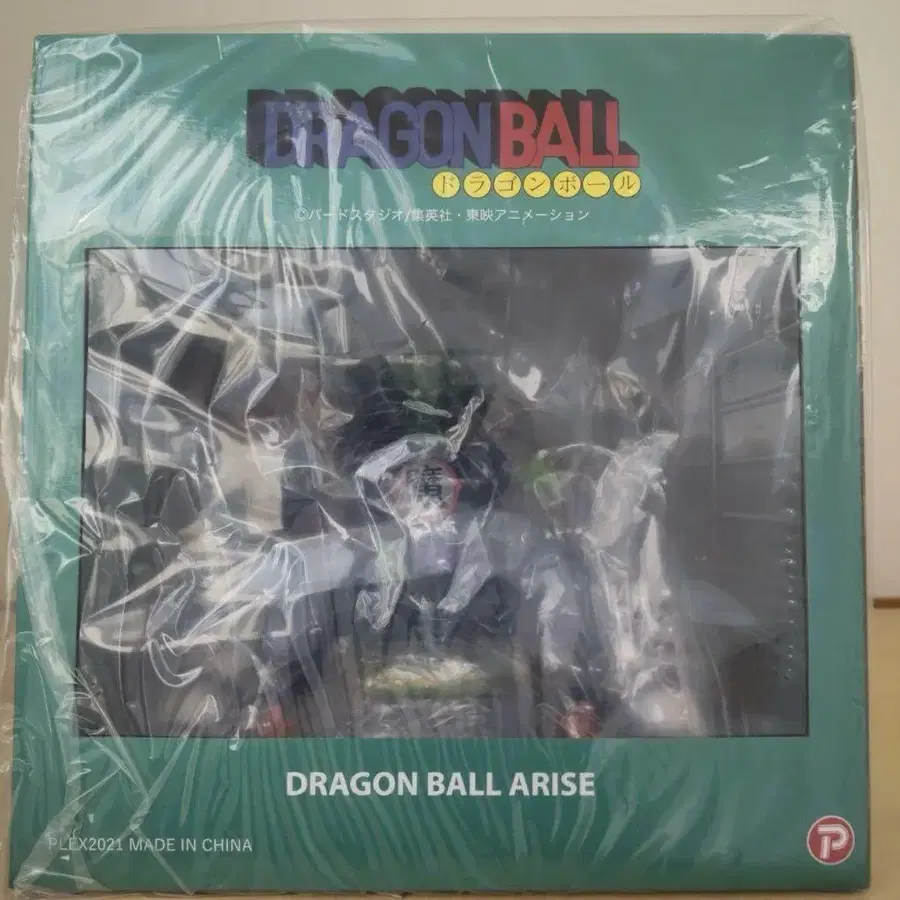 DRAGON BALL
ドラゴンボール
©バードスタジオ/集英社・東映アニメーション
魔
DRAGON BALL ARISE
PLEX2021 MADE IN CHINA
P